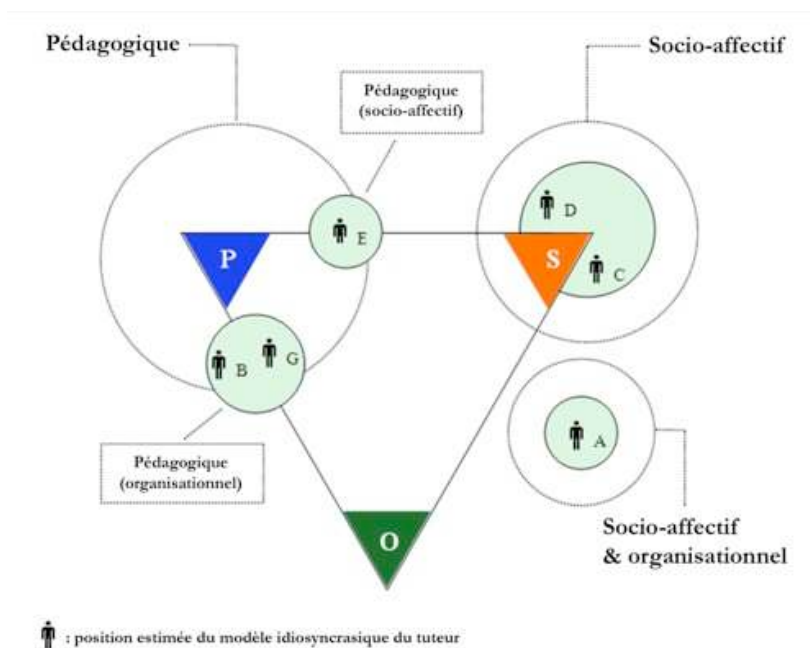 Pédagogique
Socio-affectif
Pédagogique
(socio-affectif)
D
E
P
S
C
B
G
A
Pédagogique
(organisationnel)
Socio-affectif
& organisationnel
O
: position estimée du modèle idiosyncrasique du tuteur